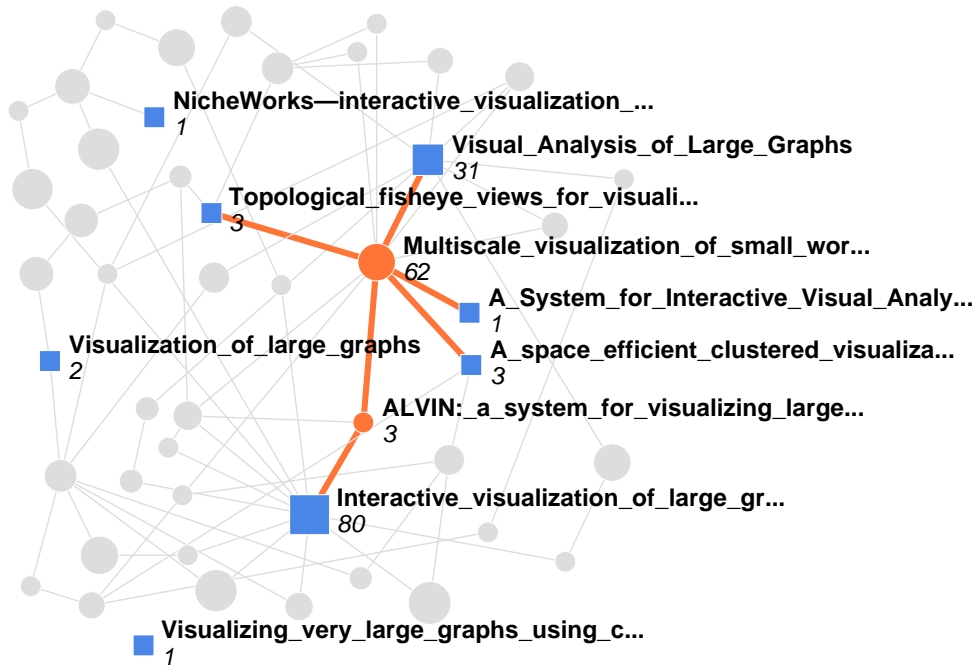 NicheWorks—interactive_visualization_...
1
Visual_Analysis_of_Large_Graphs
31
Topological_fisheye_views_for_visuali...
3
Multiscale_visualization_of_small_wor...
62
A_System_for_Interactive_Visual_Analy...
1
Visualization_of_large_graphs
2
A_space_efficient_clustered_visualiza...
3
ALVIN:_a_system_for_visualizing_large...
3
Interactive_visualization_of_large_gr...
80
Visualizing_very_large_graphs_using_c...
1